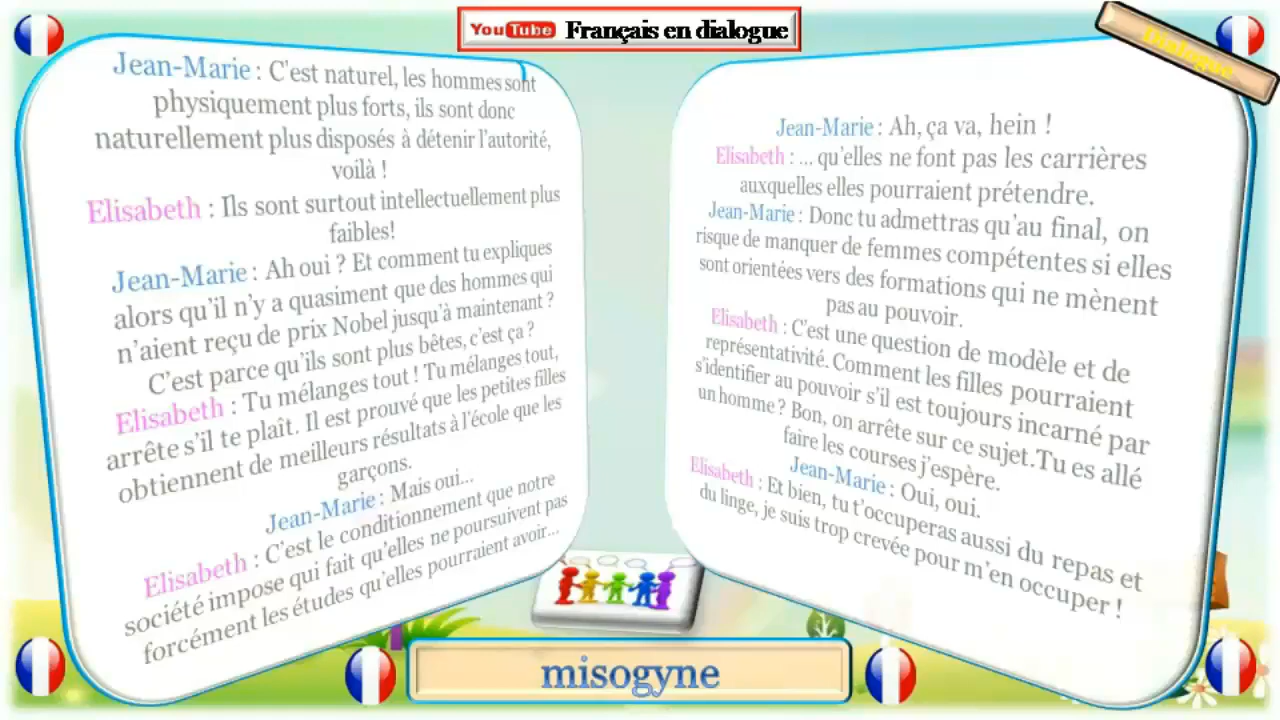 YouTube Français en dialogue
Dialogue
Jean-Marie : C'est naturel, les hommes sont
physiquement plus forts, ils sont donc
naturellement plus disposés à détenir l'autorité,
voilà !
Elisabeth : Ils sont surtout intellectuellement plus
faibles!
Jean-Marie : Ah oui ? Et comment tu expliques
alors qu'il n'y a quasiment que des hommes qui
n'aient reçu de prix Nobel jusqu'à maintenant ?
C'est parce qu'ils sont plus bêtes, c'est ça ?
Elisabeth : Tu mélanges tout ! Tu mélanges tout,
arrête s'il te plaît. Il est prouvé que les petites filles
obtiennent de meilleurs résultats à l'école que les
garçons.
Jean-Marie : Mais oui...
Elisabeth : C'est le conditionnement que notre
société impose qui fait qu'elles ne poursuivent pas
forcément les études qu'elles pourraient avoir...
Jean-Marie : Ah, ça va, hein !
Elisabeth : ... qu'elles ne font pas les carrières
auxquelles elles pourraient prétendre.
Jean-Marie : Donc tu admettras qu'au final, on
risque de manquer de femmes compétentes si elles
sont orientées vers des formations qui ne mènent
pas au pouvoir.
Elisabeth : C'est une question de modèle et de
représentativité. Comment les filles pourraient
s'identifier au pouvoir s'il est toujours incarné par
un homme ? Bon, on arrête sur ce sujet.Tu es allé
faire les courses j'espère.
Jean-Marie : Oui, oui.
Elisabeth : Et bien, tu t'occuperas aussi du repas et
du linge, je suis trop crevée pour m'en occuper !
misogyne